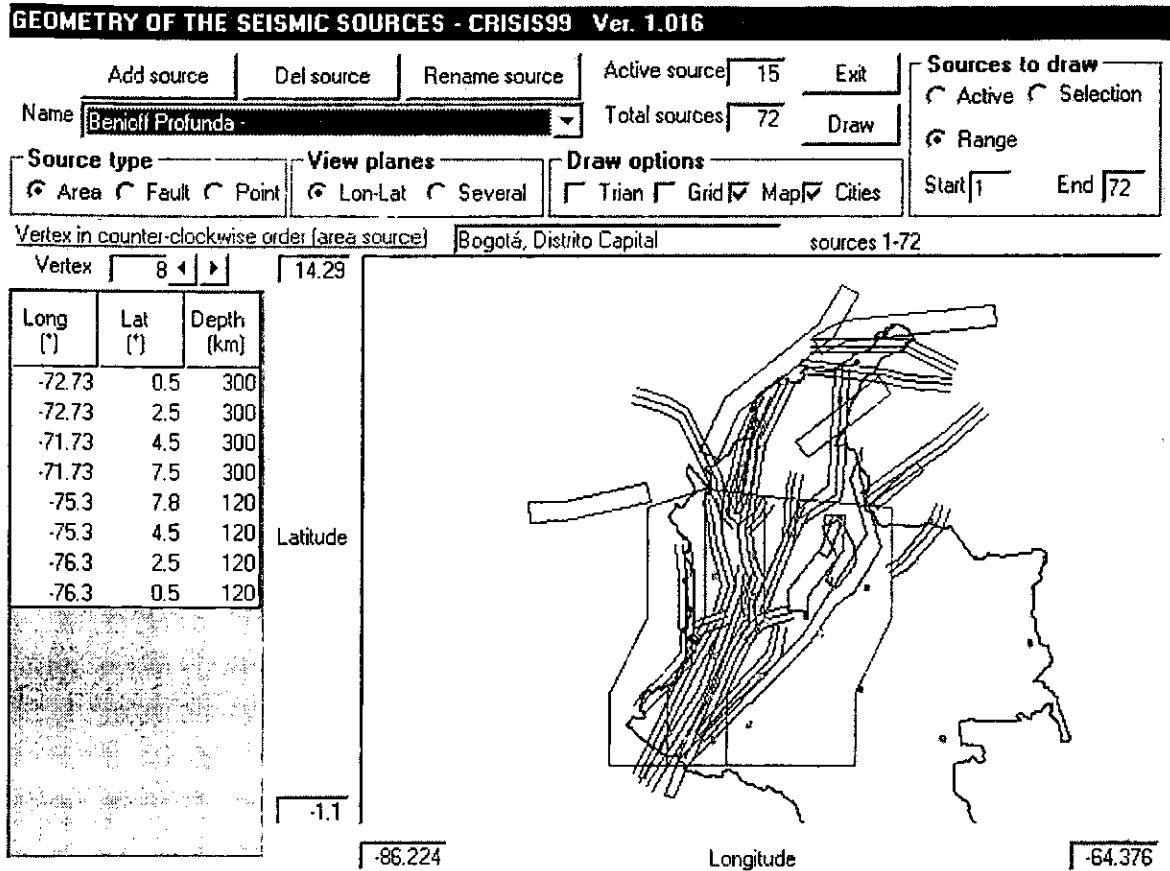 GEOMETRY OF THE SEISMIC SOURCES - CRISIS99 Ver. 1.016
Add source Del source Rename source Active source 15 Exit
Name Benioff Profunda - Total sources 72 Draw
Sources to draw
Active Selection
Range
Start 1 End 72
Source type
Area Fault Point
View planes
Lon-Lat Several
Draw options
Trian Grid Map Cities
Vertex in counter-clockwise order (area source) Bogotá, Distrito Capital sources 1-72
Vertex 8 14.29
Long Lat Depth
(°) (°) (km)
-72.73 0.5 300
-72.73 2.5 300
-71.73 4.5 300
-71.73 7.5 300
-75.3 7.8 120
-75.3 4.5 120
-76.3 2.5 120
-76.3 0.5 120
Latitude
-1.1
-86.224 Longitude -64.376